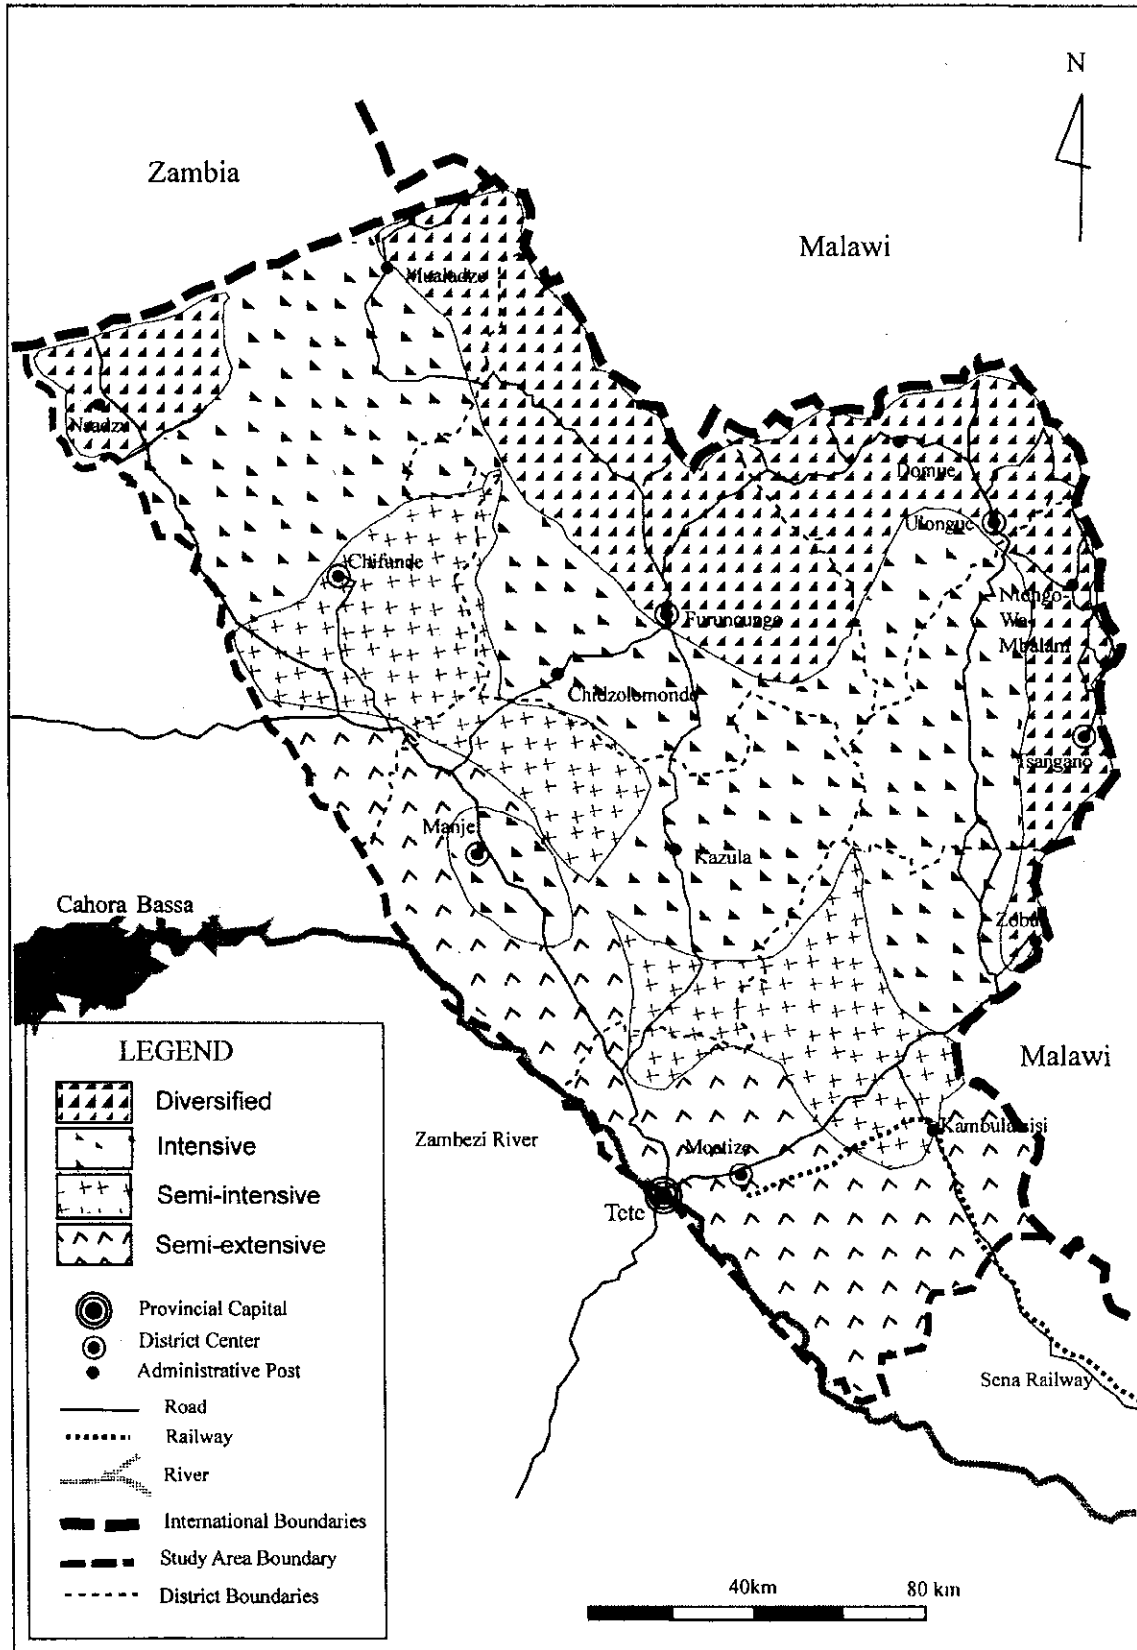 N
Zambia
Malawi
Mualadze
Nsadzu
Domue
Ulongue
Chifunde
Furuncungo
Ntengo-
Wa-
Mbalam
Chidzolomondo
Tsangano
Manje
Kazula
Cahora Bassa
Zobue
LEGEND
Diversified
Intensive
Semi-intensive
Semi-extensive
Provincial Capital
District Center
Administrative Post
Road
Railway
River
International Boundaries
Study Area Boundary
District Boundaries
Malawi
Zambezi River
Kambulatsisi
Moatize
Tete
Sena Railway
40km
80 km